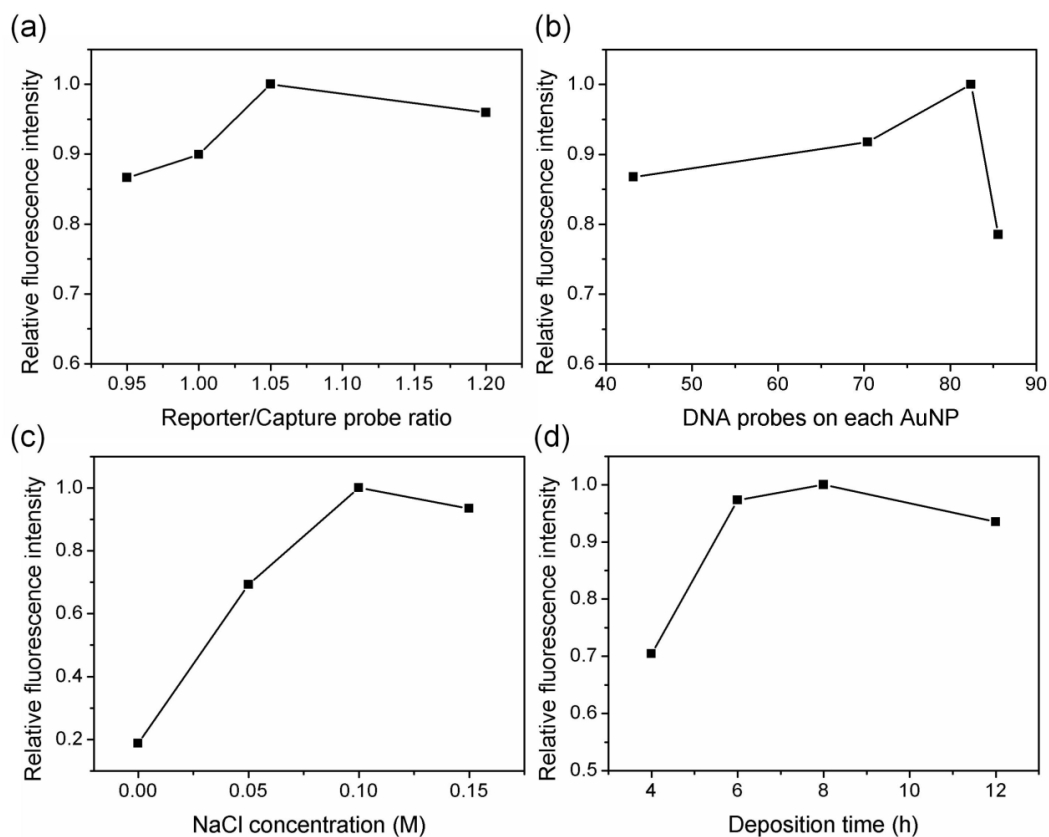 (a)
Relative fluorescence intensity
1.0
0.9
0.8
0.7
0.6
0.95 1.00 1.05 1.10 1.15 1.20
Reporter/Capture probe ratio
(b)
Relative fluorescence intensity
1.0
0.9
0.8
0.7
0.6
40 50 60 70 80 90
DNA probes on each AuNP
(c)
Relative fluorescence intensity
1.0
0.8
0.6
0.4
0.2
0.00 0.05 0.10 0.15
NaCl concentration (M)
(d)
Relative fluorescence intensity
1.0
0.9
0.8
0.7
0.6
0.5
4 6 8 10 12
Deposition time (h)